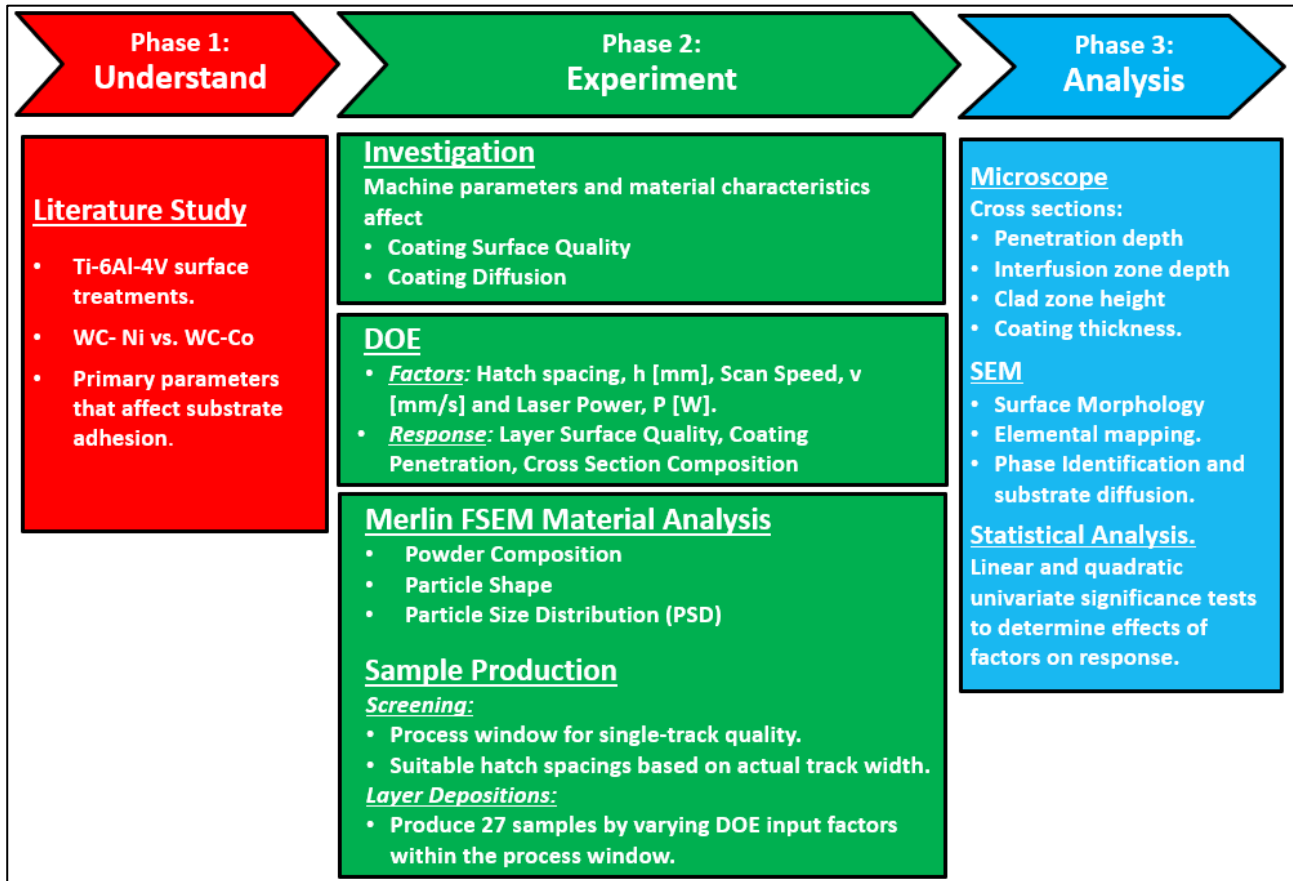 Phase 1:
Understand
Phase 2:
Experiment
Phase 3:
Analysis
Literature Study
• Ti-6Al-4V surface
treatments.
• WC- Ni vs. WC-Co
• Primary parameters
that affect substrate
adhesion.
Investigation
Machine parameters and material characteristics
affect
• Coating Surface Quality
• Coating Diffusion
DOE
• Factors: Hatch spacing, h [mm], Scan Speed, v
[mm/s] and Laser Power, P [W].
• Response: Layer Surface Quality, Coating
Penetration, Cross Section Composition
Merlin FSEM Material Analysis
• Powder Composition
• Particle Shape
• Particle Size Distribution (PSD)
Sample Production
Screening:
• Process window for single-track quality.
• Suitable hatch spacings based on actual track width.
Layer Depositions:
• Produce 27 samples by varying DOE input factors
within the process window.
Microscope
Cross sections:
• Penetration depth
• Interfusion zone depth
• Clad zone height
• Coating thickness.
SEM
• Surface Morphology
• Elemental mapping.
• Phase Identification and
substrate diffusion.
Statistical Analysis.
Linear and quadratic
univariate significance tests
to determine effects of
factors on response.